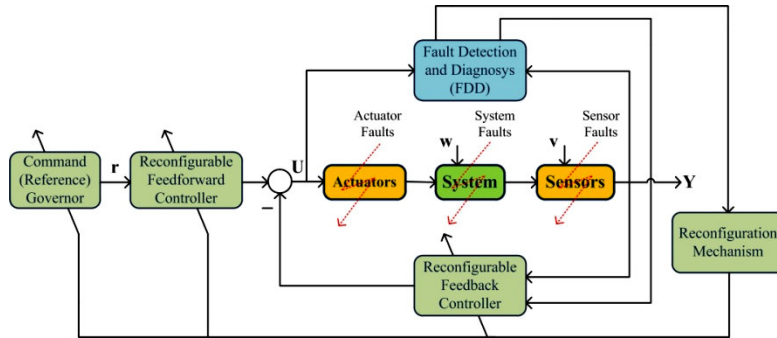 Fault Detection
and Diagnosys
(FDD)
Actuator
Faults
System
Faults
Sensor
Faults
w
v
Command
(Reference)
Governor
r
Reconfigurable
Feedforward
Controller
U
−
Actuators
System
Sensors
Y
Reconfiguration
Mechanism
Reconfigurable
Feedback
Controller